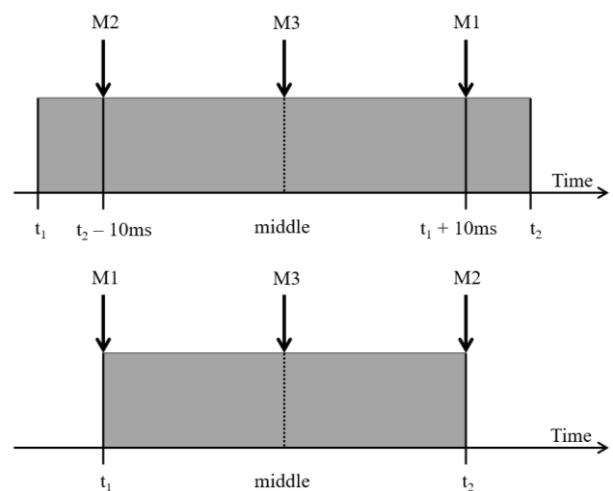 M2 M3 M1
Time
t₁ t₂ – 10ms middle t₁ + 10ms t₂
M1 M3 M2
Time
t₁ middle t₂